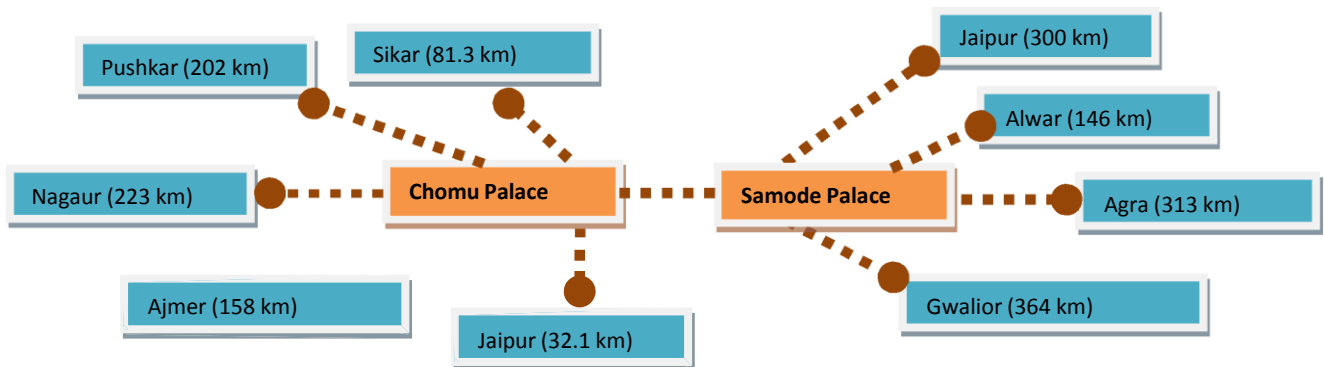 Pushkar (202 km)
Sikar (81.3 km)
Jaipur (300 km)
Alwar (146 km)
Nagaur (223 km)
Chomu Palace
Samode Palace
Agra (313 km)
Ajmer (158 km)
Jaipur (32.1 km)
Gwalior (364 km)